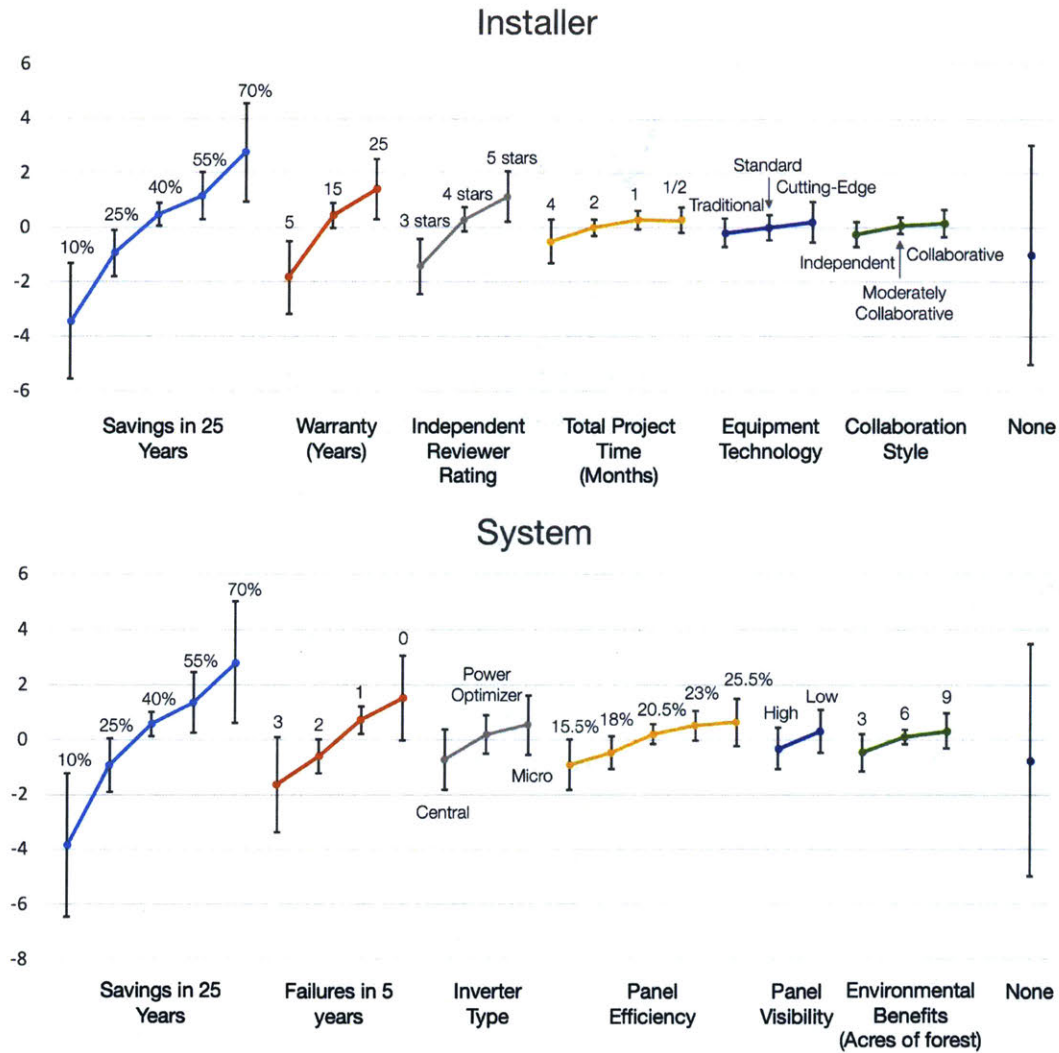 Installer
6
4
2
0
-2
-4
-6
10%
25%
40%
55%
70%
5
15
25
3 stars
4 stars
5 stars
4
2
1
1/2
Traditional
Standard
Cutting-Edge
Independent
Moderately
Collaborative
Collaborative
Savings in 25
Years
Warranty
(Years)
Independent
Reviewer
Rating
Total Project
Time
(Months)
Equipment
Technology
Collaboration
Style
None
System
6
4
2
0
-2
-4
-6
-8
10%
25%
40%
55%
70%
3
2
1
0
Central
Power
Optimizer
Micro
15.5%
18%
20.5%
23%
25.5%
High
Low
3
6
9
Savings in 25
Years
Failures in 5
years
Inverter
Type
Panel
Efficiency
Panel
Visibility
Environmental
Benefits
(Acres of forest)
None